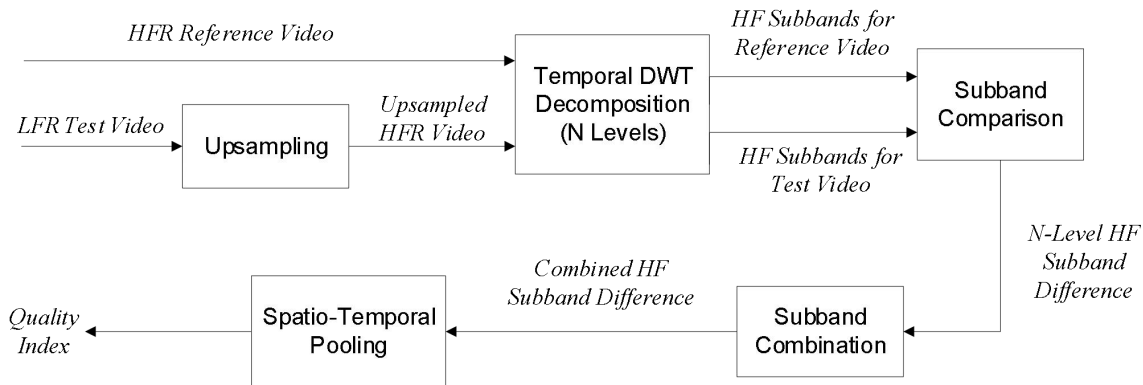 HFR Reference Video
LFR Test Video
Upsampling
Upsampled
HFR Video
Temporal DWT
Decomposition
(N Levels)
HF Subbands for
Reference Video
HF Subbands for
Test Video
Subband
Comparison
N-Level HF
Subband
Difference
Subband
Combination
Combined HF
Subband Difference
Spatio-Temporal
Pooling
Quality
Index